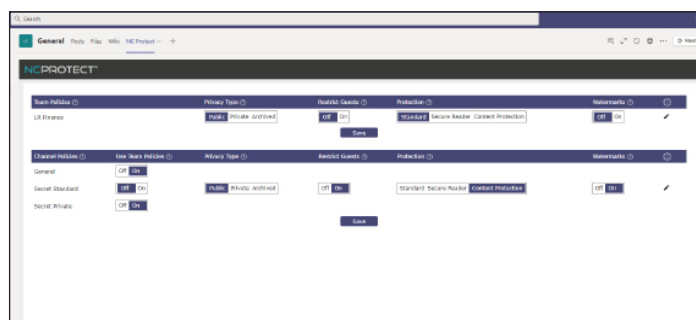 Search
General Posts Files Wiki NC Protect +
NCPROTECT™
Team Policies Privacy Type Restrict Guests Protection Watermarks
LR Finance Public Private Archived Off On Standard Secure Reader Content Protection Off On
Save
Channel Policies Use Team Policies Privacy Type Restrict Guests Protection Watermarks
General Off On
Secret Standard Off On Public Private Archived Off On Standard Secure Reader Content Protection Off On
Secret Private Off On
Save